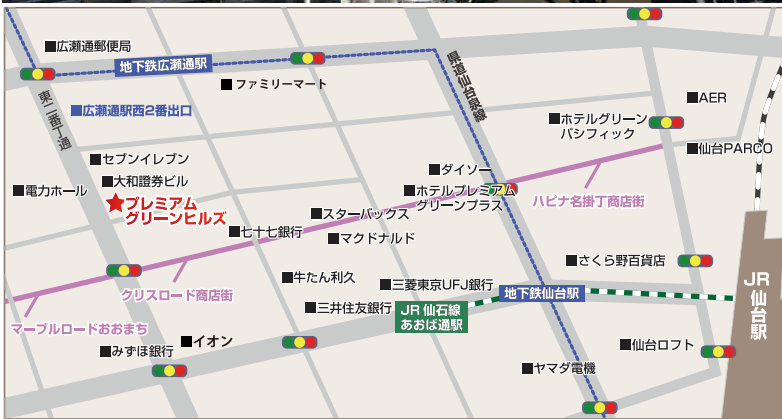 広瀬通郵便局
地下鉄広瀬通駅
ファミリーマート
県道仙台泉線
東二番丁通
広瀬通駅西2番出口
AER
ホテルグリーン
パシフィック
仙台PARCO
セブンイレブン
大和證券ビル
電力ホール
プレミアム
グリーンヒルズ
ダイソー
ホテルプレミアム
グリーンプラス
ハピナ名掛丁商店街
スターバックス
七十七銀行
マクドナルド
さくら野百貨店
牛たん利久
三菱東京UFJ銀行
地下鉄仙台駅
JR仙台駅
クリスロード商店街
三井住友銀行
JR 仙石線
あおば通駅
マーブルロードおおまち
イオン
みずほ銀行
仙台ロフト
ヤマダ電機